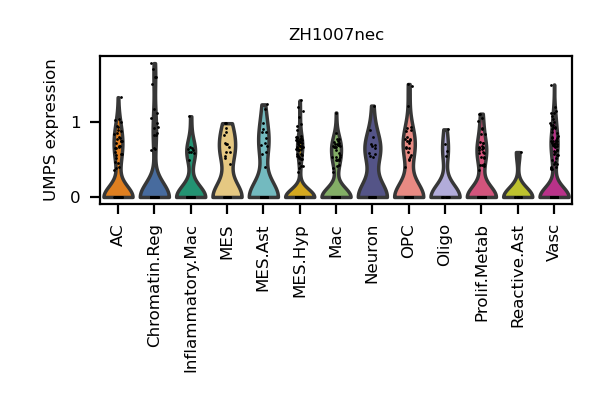 ZH1007nec
UMPS expression
1
0
AC
Chromatin.Reg
Inflammatory.Mac
MES
MES.Ast
MES.Hyp
Mac
Neuron
OPC
Oligo
Prolif.Metab
Reactive.Ast
Vasc